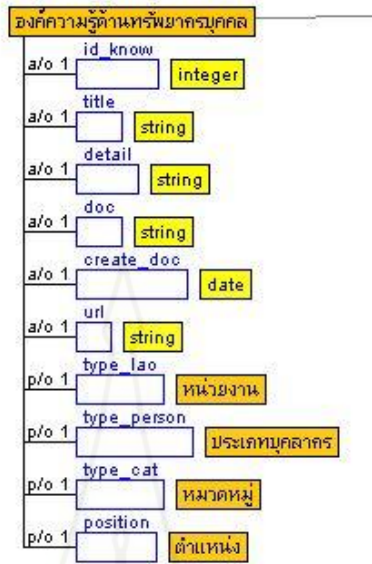 องค์ความรู้ด้านทรัพยากรบุคคล
a/o 1 id_know integer
a/o 1 title string
a/o 1 detail string
a/o 1 doc string
a/o 1 create_doc date
a/o 1 url string
p/o 1 type_lao หน่วยงาน
p/o 1 type_person ประเภทบุคลากร
p/o 1 type_cat หมวดหมู่
p/o 1 position ตำแหน่ง